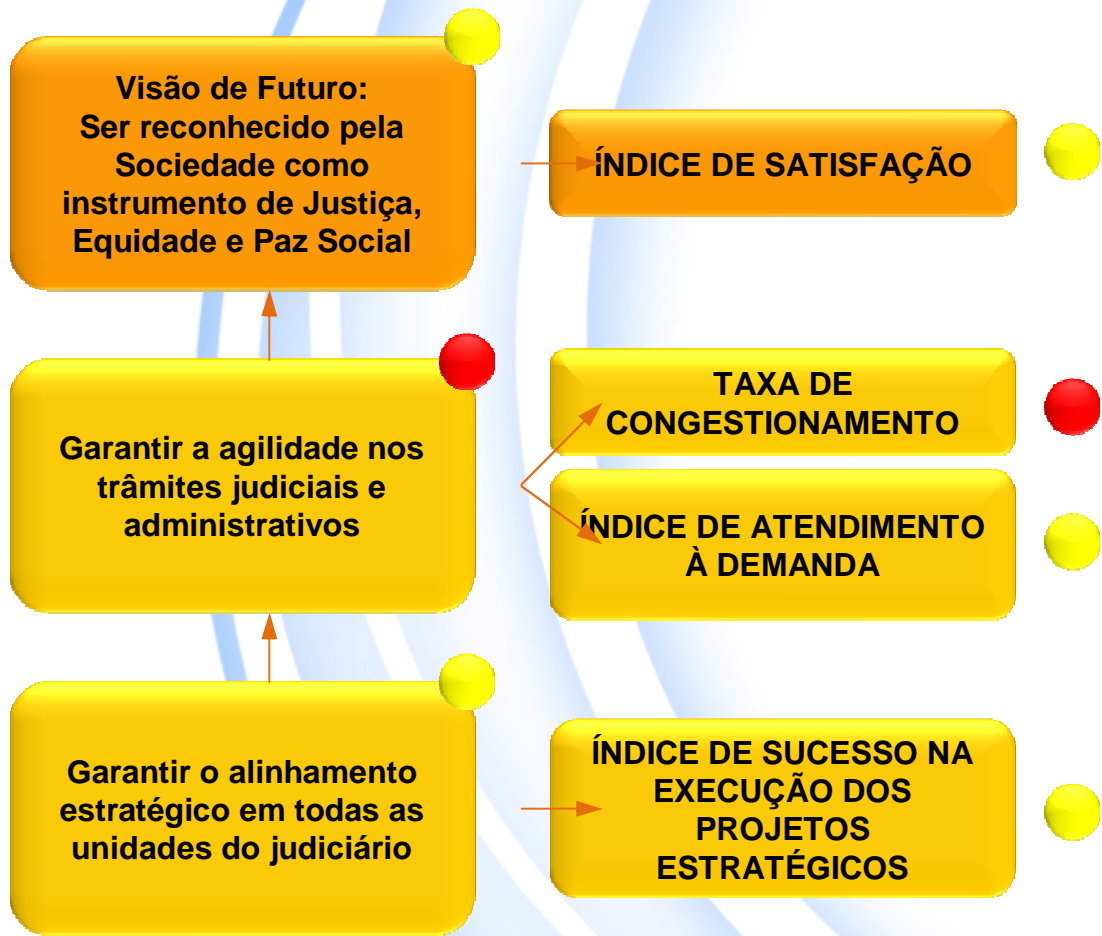 Visão de Futuro:
Ser reconhecido pela
Sociedade como
instrumento de Justiça,
Equidade e Paz Social
ÍNDICE DE SATISFAÇÃO
Garantir a agilidade nos
trâmites judiciais e
administrativos
TAXA DE
CONGESTIONAMENTO
ÍNDICE DE ATENDIMENTO
À DEMANDA
Garantir o alinhamento
estratégico em todas as
unidades do judiciário
ÍNDICE DE SUCESSO NA
EXECUÇÃO DOS
PROJETOS
ESTRATÉGICOS